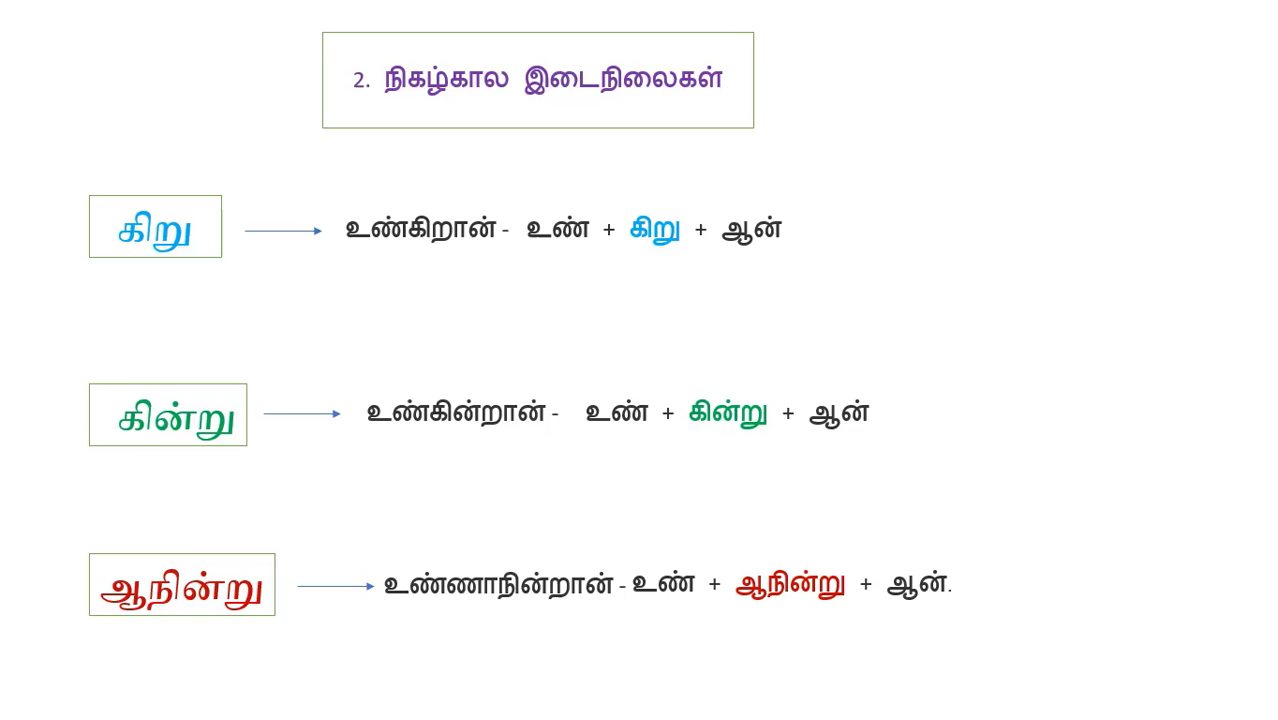 2. நிகழ்கால இடைநிலைகள்
கிறு உண்கிறான் - உண் + கிறு + ஆன்
கின்று உண்கின்றான் - உண் + கின்று + ஆன்
ஆநின்று உண்ணாநின்றான் - உண் + ஆநின்று + ஆன்.